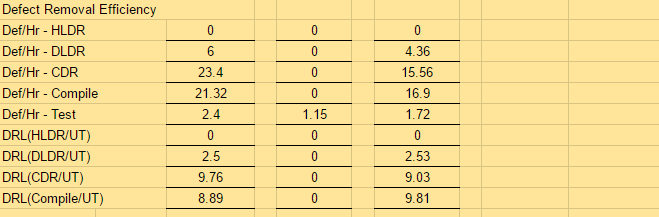 Defect Removal Efficiency
Def/Hr - HLDR 0 0 0
Def/Hr - DLDR 6 0 4.36
Def/Hr - CDR 23.4 0 15.56
Def/Hr - Compile 21.32 0 16.9
Def/Hr - Test 2.4 1.15 1.72
DRL(HLDR/UT) 0 0 0
DRL(DLDR/UT) 2.5 0 2.53
DRL(CDR/UT) 9.76 0 9.03
DRL(Compile/UT) 8.89 0 9.81